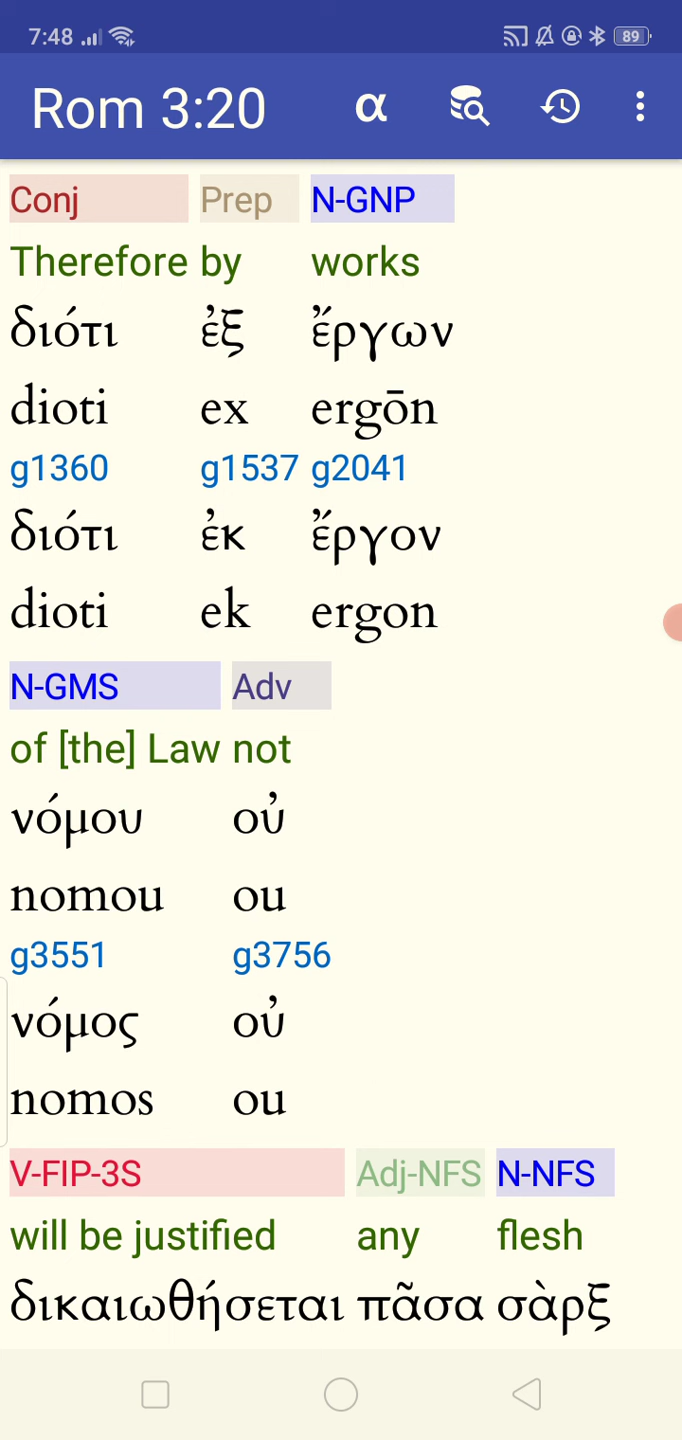 7:48 89
Rom 3:20 α
Conj Prep N-GNP
Therefore by works
διότι ἐξ ἔργων
dioti ex ergōn
g1360 g1537 g2041
διότι ἐκ ἔργον
dioti ek ergon
N-GMS Adv
of [the] Law not
νόμου οὐ
nomou ou
g3551 g3756
νόμος οὐ
nomos ou
V-FIP-3S Adj-NFS N-NFS
will be justified any flesh
δικαιωθήσεται πᾶσα σὰρξ